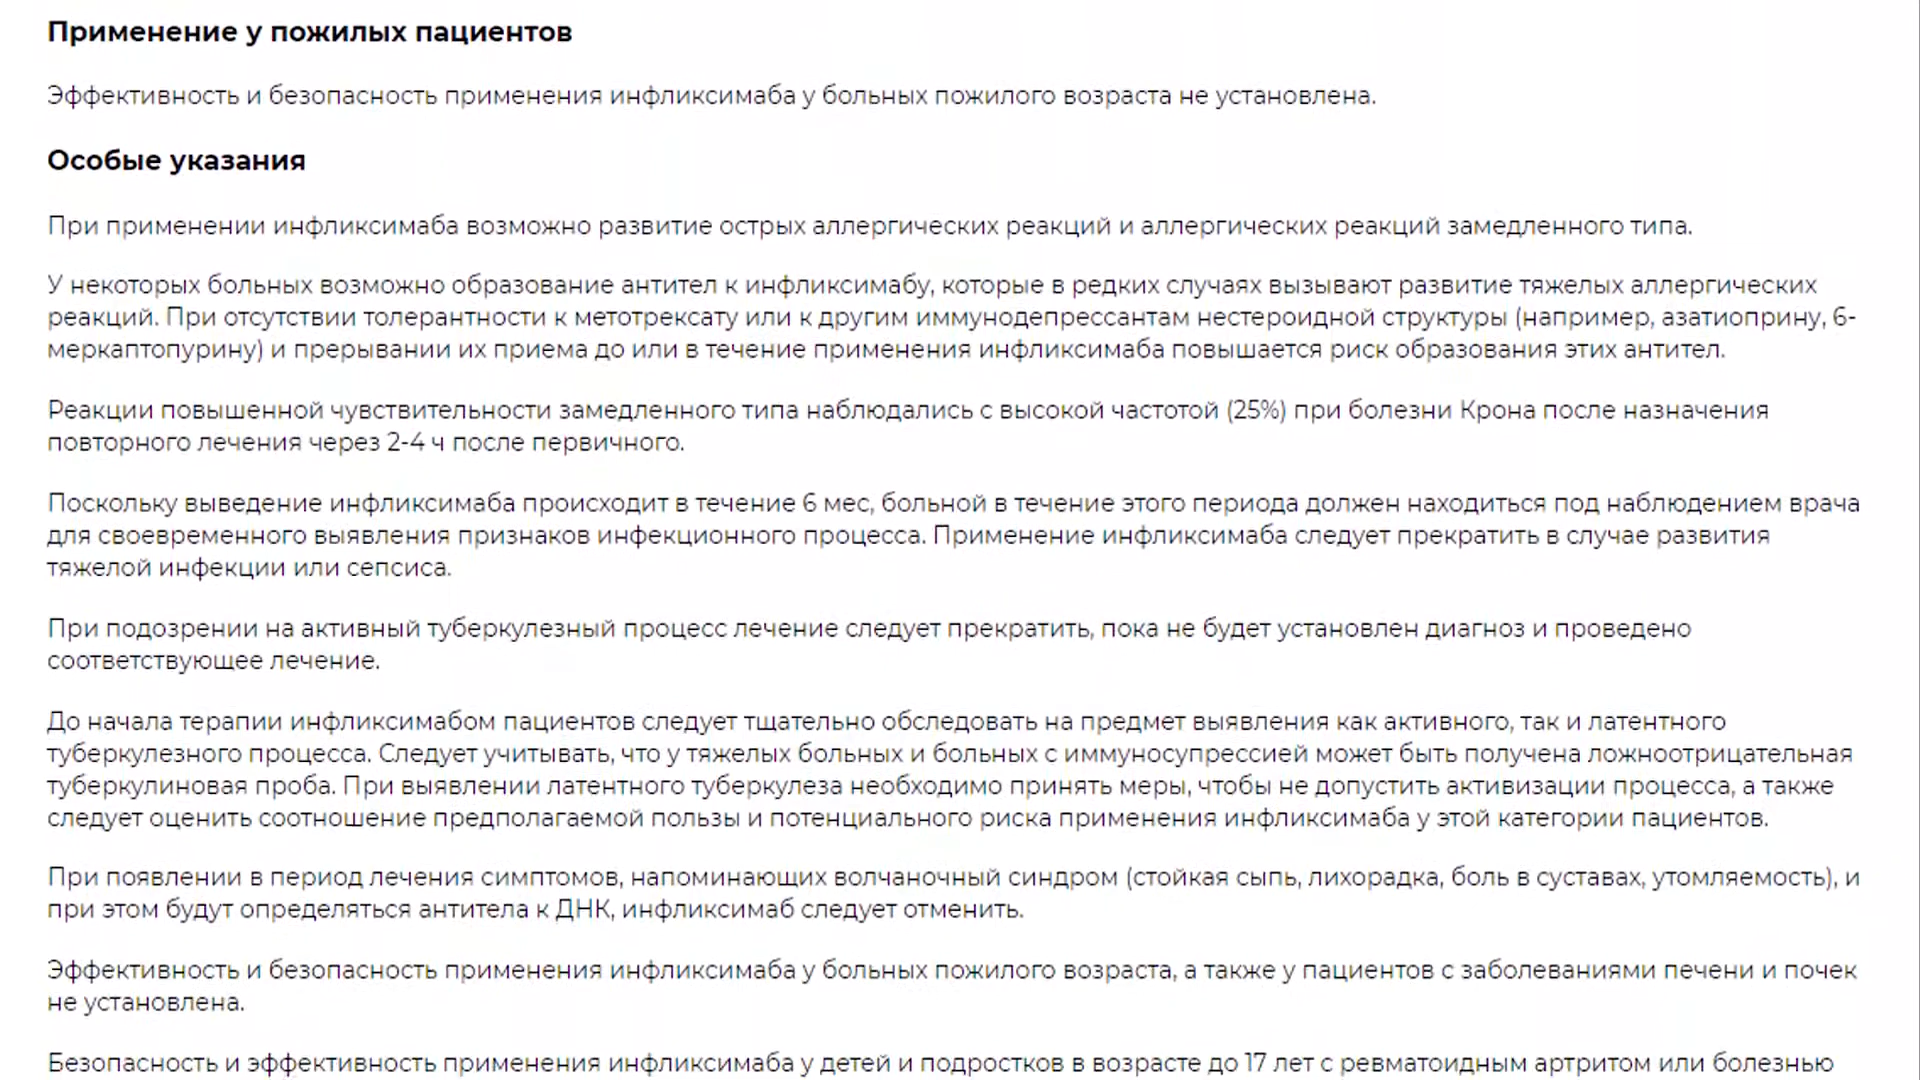 Применение у пожилых пациентов
Эффективность и безопасность применения инфликсимаба у больных пожилого возраста не установлена.
Особые указания
При применении инфликсимаба возможно развитие острых аллергических реакций и аллергических реакций замедленного типа.
У некоторых больных возможно образование антител к инфликсимабу, которые в редких случаях вызывают развитие тяжелых аллергических
реакций. При отсутствии толерантности к метотрексату или к другим иммунодепрессантам нестероидной структуры (например, азатиоприну, 6-
меркаптопурину) и прерывании их приема до или в течение применения инфликсимаба повышается риск образования этих антител.
Реакции повышенной чувствительности замедленного типа наблюдались с высокой частотой (25%) при болезни Крона после назначения
повторного лечения через 2-4 ч после первичного.
Поскольку выведение инфликсимаба происходит в течение 6 мес, больной в течение этого периода должен находиться под наблюдением врача
для своевременного выявления признаков инфекционного процесса. Применение инфликсимаба следует прекратить в случае развития
тяжелой инфекции или сепсиса.
При подозрении на активный туберкулезный процесс лечение следует прекратить, пока не будет установлен диагноз и проведено
соответствующее лечение.
До начала терапии инфликсимабом пациентов следует тщательно обследовать на предмет выявления как активного, так и латентного
туберкулезного процесса. Следует учитывать, что у тяжелых больных и больных с иммуносупрессией может быть получена ложноотрицательная
туберкулиновая проба. При выявлении латентного туберкулеза необходимо принять меры, чтобы не допустить активизации процесса, а также
следует оценить соотношение предполагаемой пользы и потенциального риска применения инфликсимаба у этой категории пациентов.
При появлении в период лечения симптомов, напоминающих волчаночный синдром (стойкая сыпь, лихорадка, боль в суставах, утомляемость), и
при этом будут определяться антитела к ДНК, инфликсимаб следует отменить.
Эффективность и безопасность применения инфликсимаба у больных пожилого возраста, а также у пациентов с заболеваниями печени и почек
не установлена.
Безопасность и эффективность применения инфликсимаба у детей и подростков в возрасте до 17 лет с ревматоидным артритом или болезнью